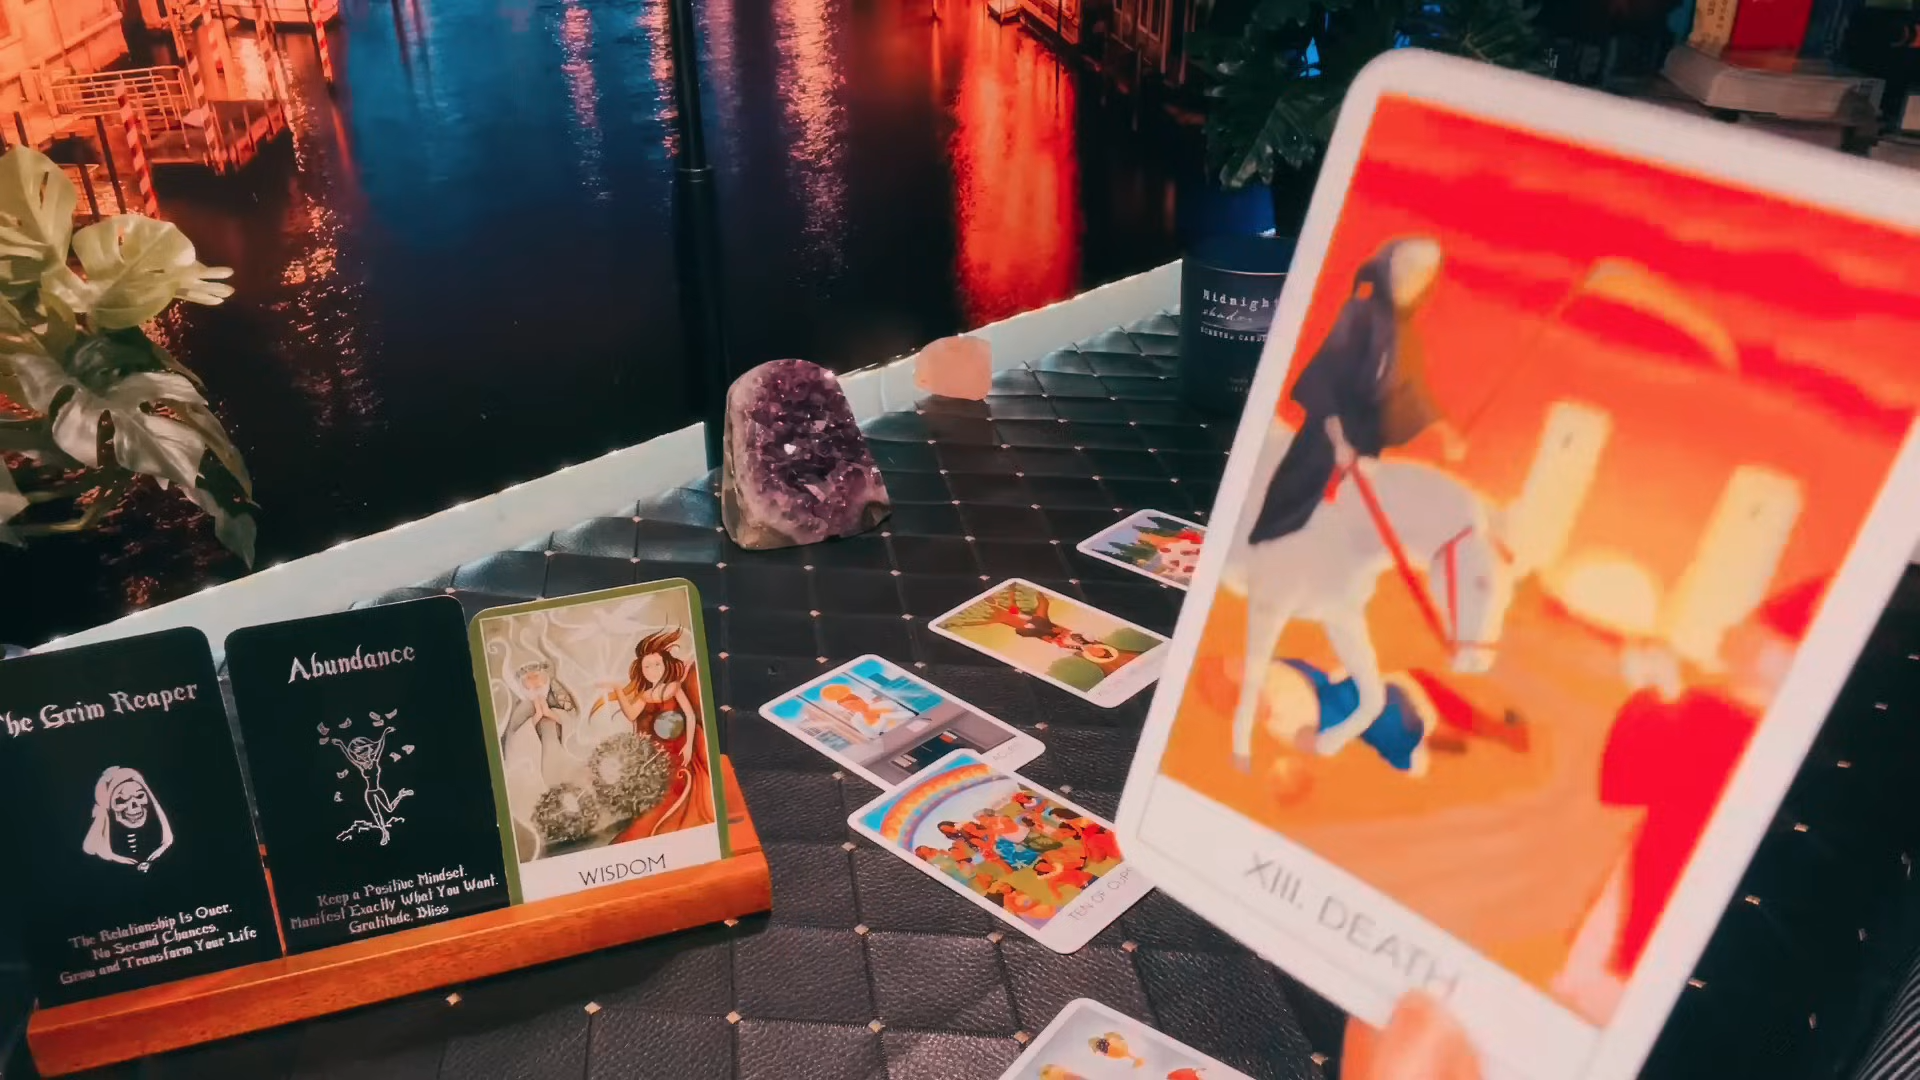 The Grim Reaper
The Relationship Is Over.
No Second Chances.
Grow and Transform Your Life
Abundance
Keep a Positive Mindset.
Manifest Exactly What You Want.
Gratitude, Bliss
WISDOM
TEN OF CUPS
Midnight
XIII. DEATH